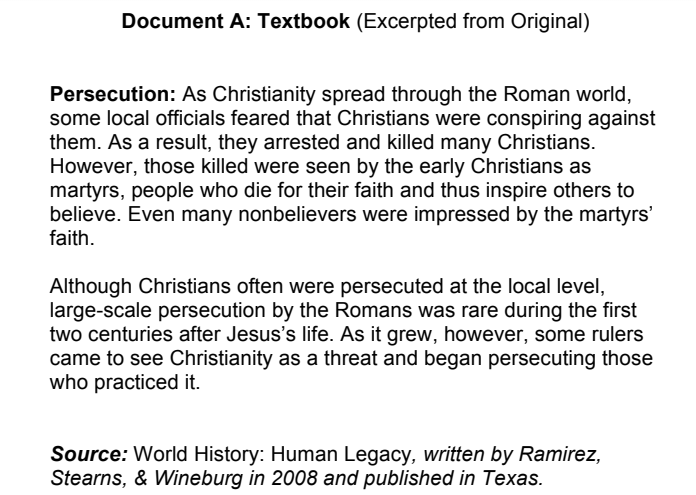 Document A: Textbook (Excerpted from Original)
Persecution: As Christianity spread through the Roman world,
some local officials feared that Christians were conspiring against
them. As a result, they arrested and killed many Christians.
However, those killed were seen by the early Christians as
martyrs, people who die for their faith and thus inspire others to
believe. Even many nonbelievers were impressed by the martyrs’
faith.
Although Christians often were persecuted at the local level,
large-scale persecution by the Romans was rare during the first
two centuries after Jesus’s life. As it grew, however, some rulers
came to see Christianity as a threat and began persecuting those
who practiced it.
Source: World History: Human Legacy, written by Ramirez,
Stearns, & Wineburg in 2008 and published in Texas.